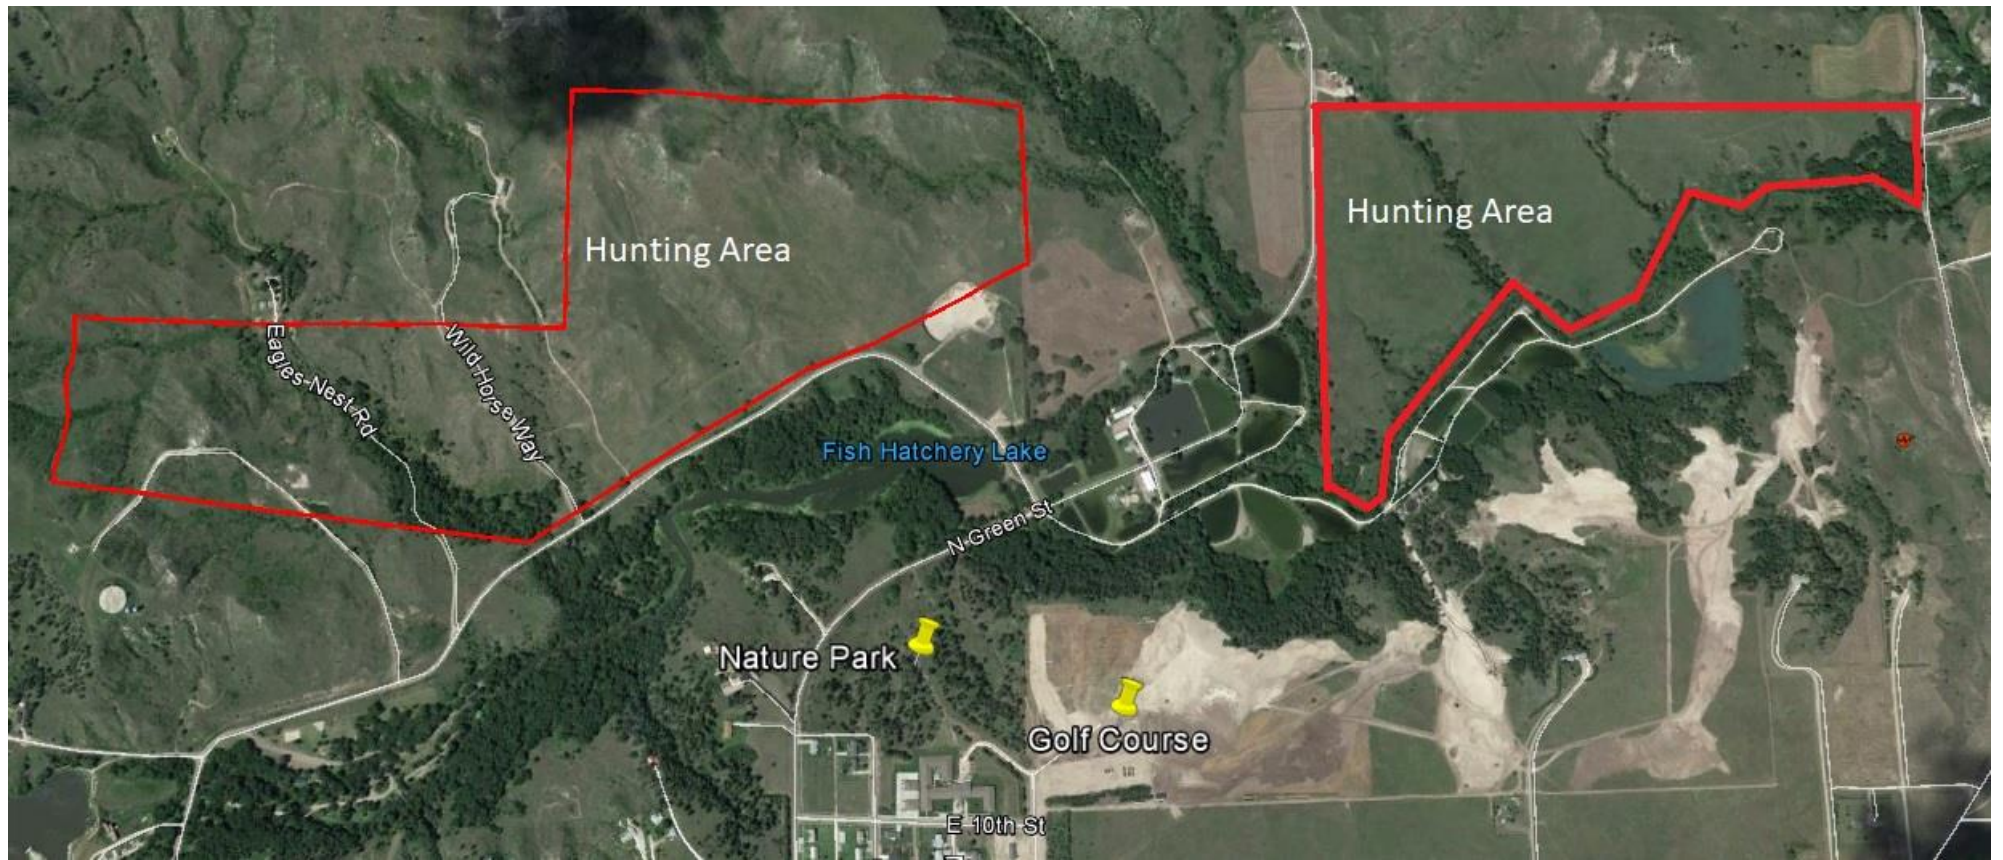 Hunting Area
Hunting Area
Eagles Nest Rd
Wild Horse Way
Fish Hatchery Lake
N Green St
Nature Park
Golf Course
E 10th St